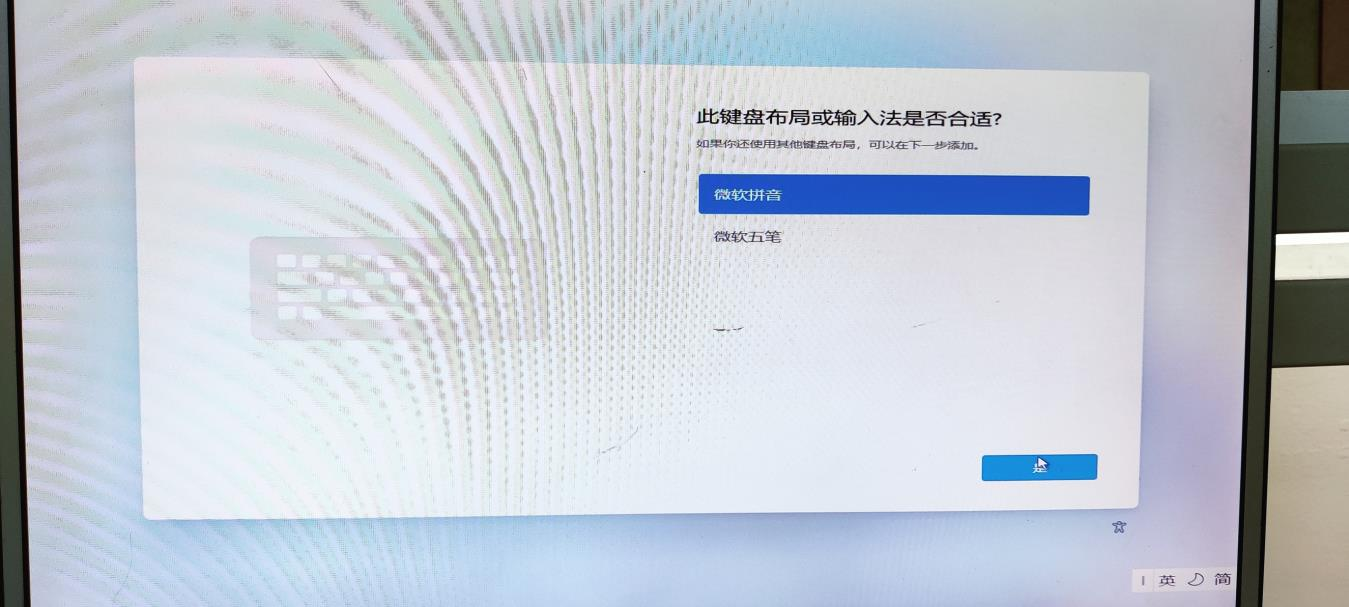 此键盘布局或输入法是否合适?
如果你还使用其他键盘布局，可以在下一步添加。
微软拼音
微软五笔
是
英 简